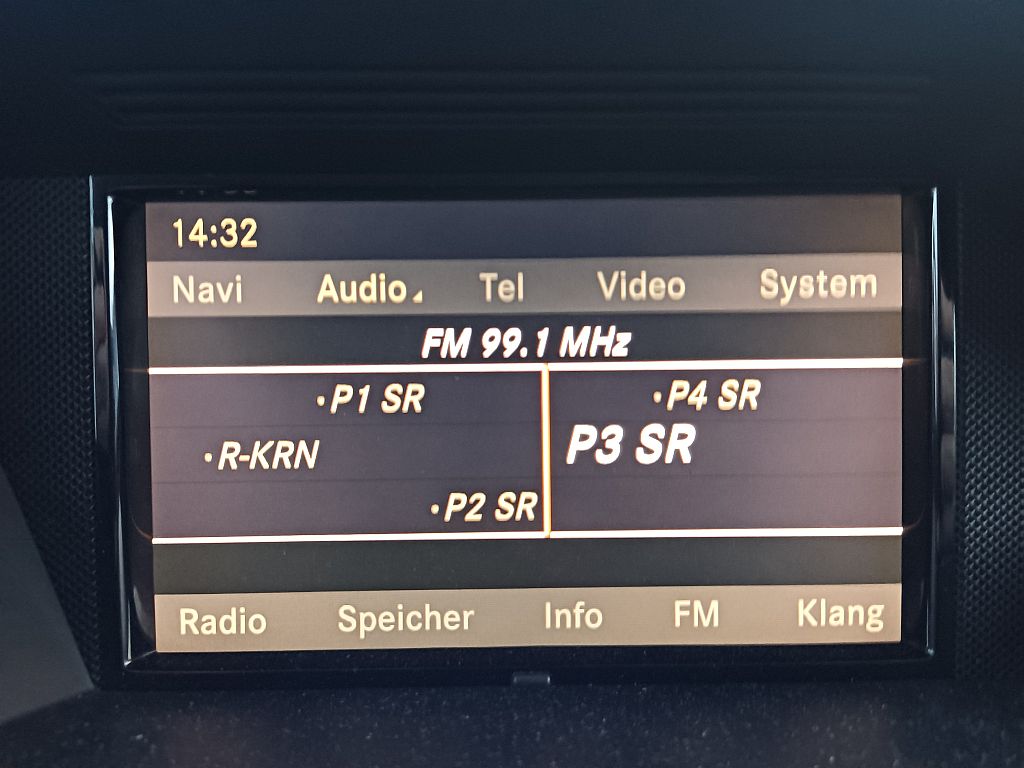 14:32
Navi Audio Tel Video System
FM 99.1 MHz
•P1 SR •P4 SR
•R-KRN P3 SR
•P2 SR
Radio Speicher Info FM Klang